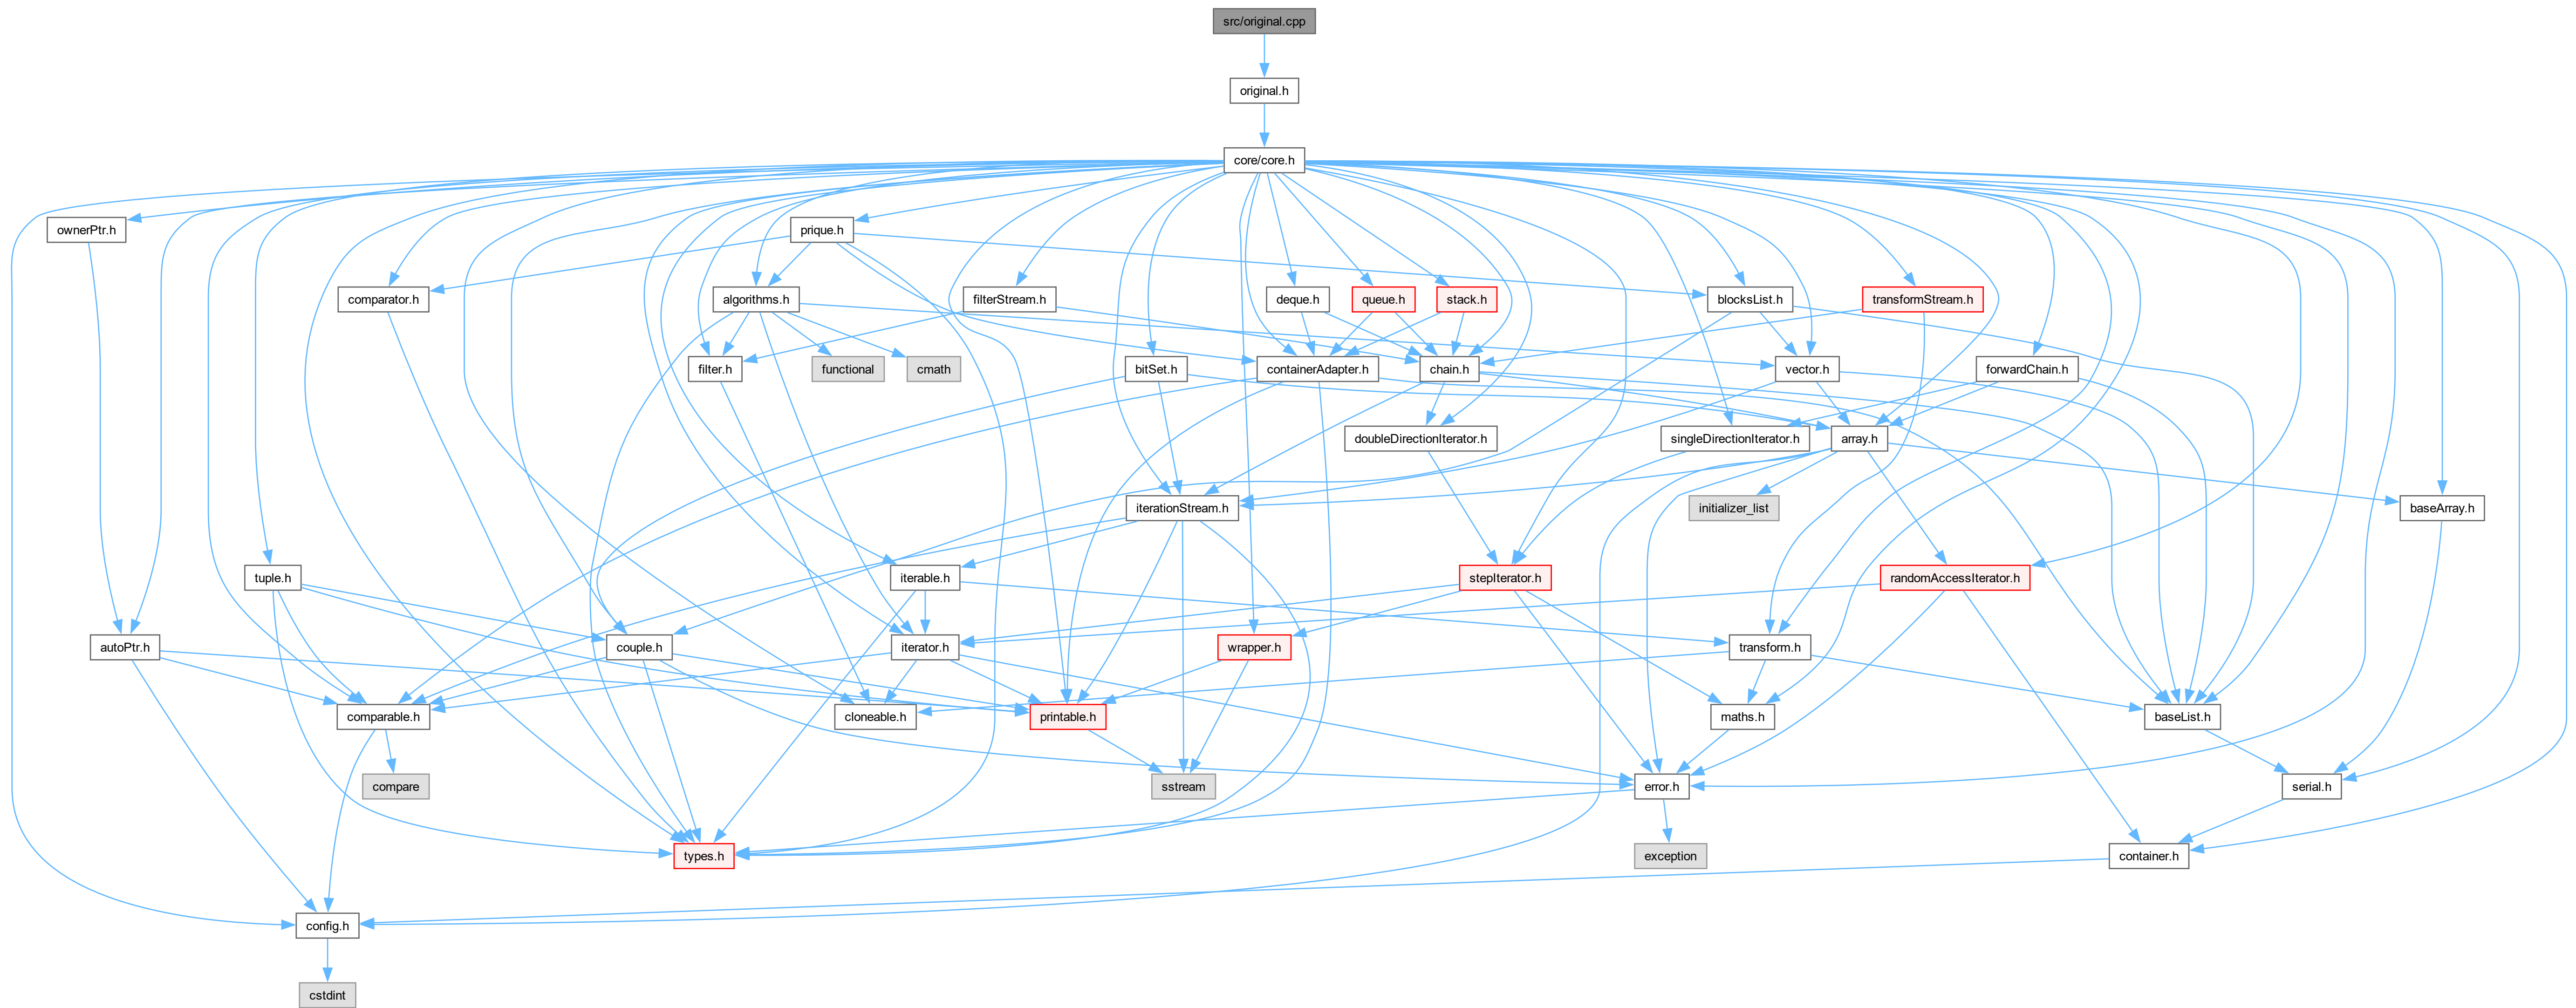 src/original.cpp
original.h
core/core.h
ownerPtr.h
prique.h
comparator.h
algorithms.h
filterStream.h
deque.h
queue.h
stack.h
blocksList.h
transformStream.h
filter.h
functional
cmath
bitSet.h
containerAdapter.h
chain.h
vector.h
forwardChain.h
doubleDirectionIterator.h
singleDirectionIterator.h
array.h
iterationStream.h
initializer_list
baseArray.h
tuple.h
iterable.h
stepIterator.h
randomAccessIterator.h
autoPtr.h
couple.h
iterator.h
wrapper.h
transform.h
comparable.h
cloneable.h
printable.h
maths.h
baseList.h
compare
sstream
error.h
serial.h
types.h
exception
container.h
config.h
cstdint